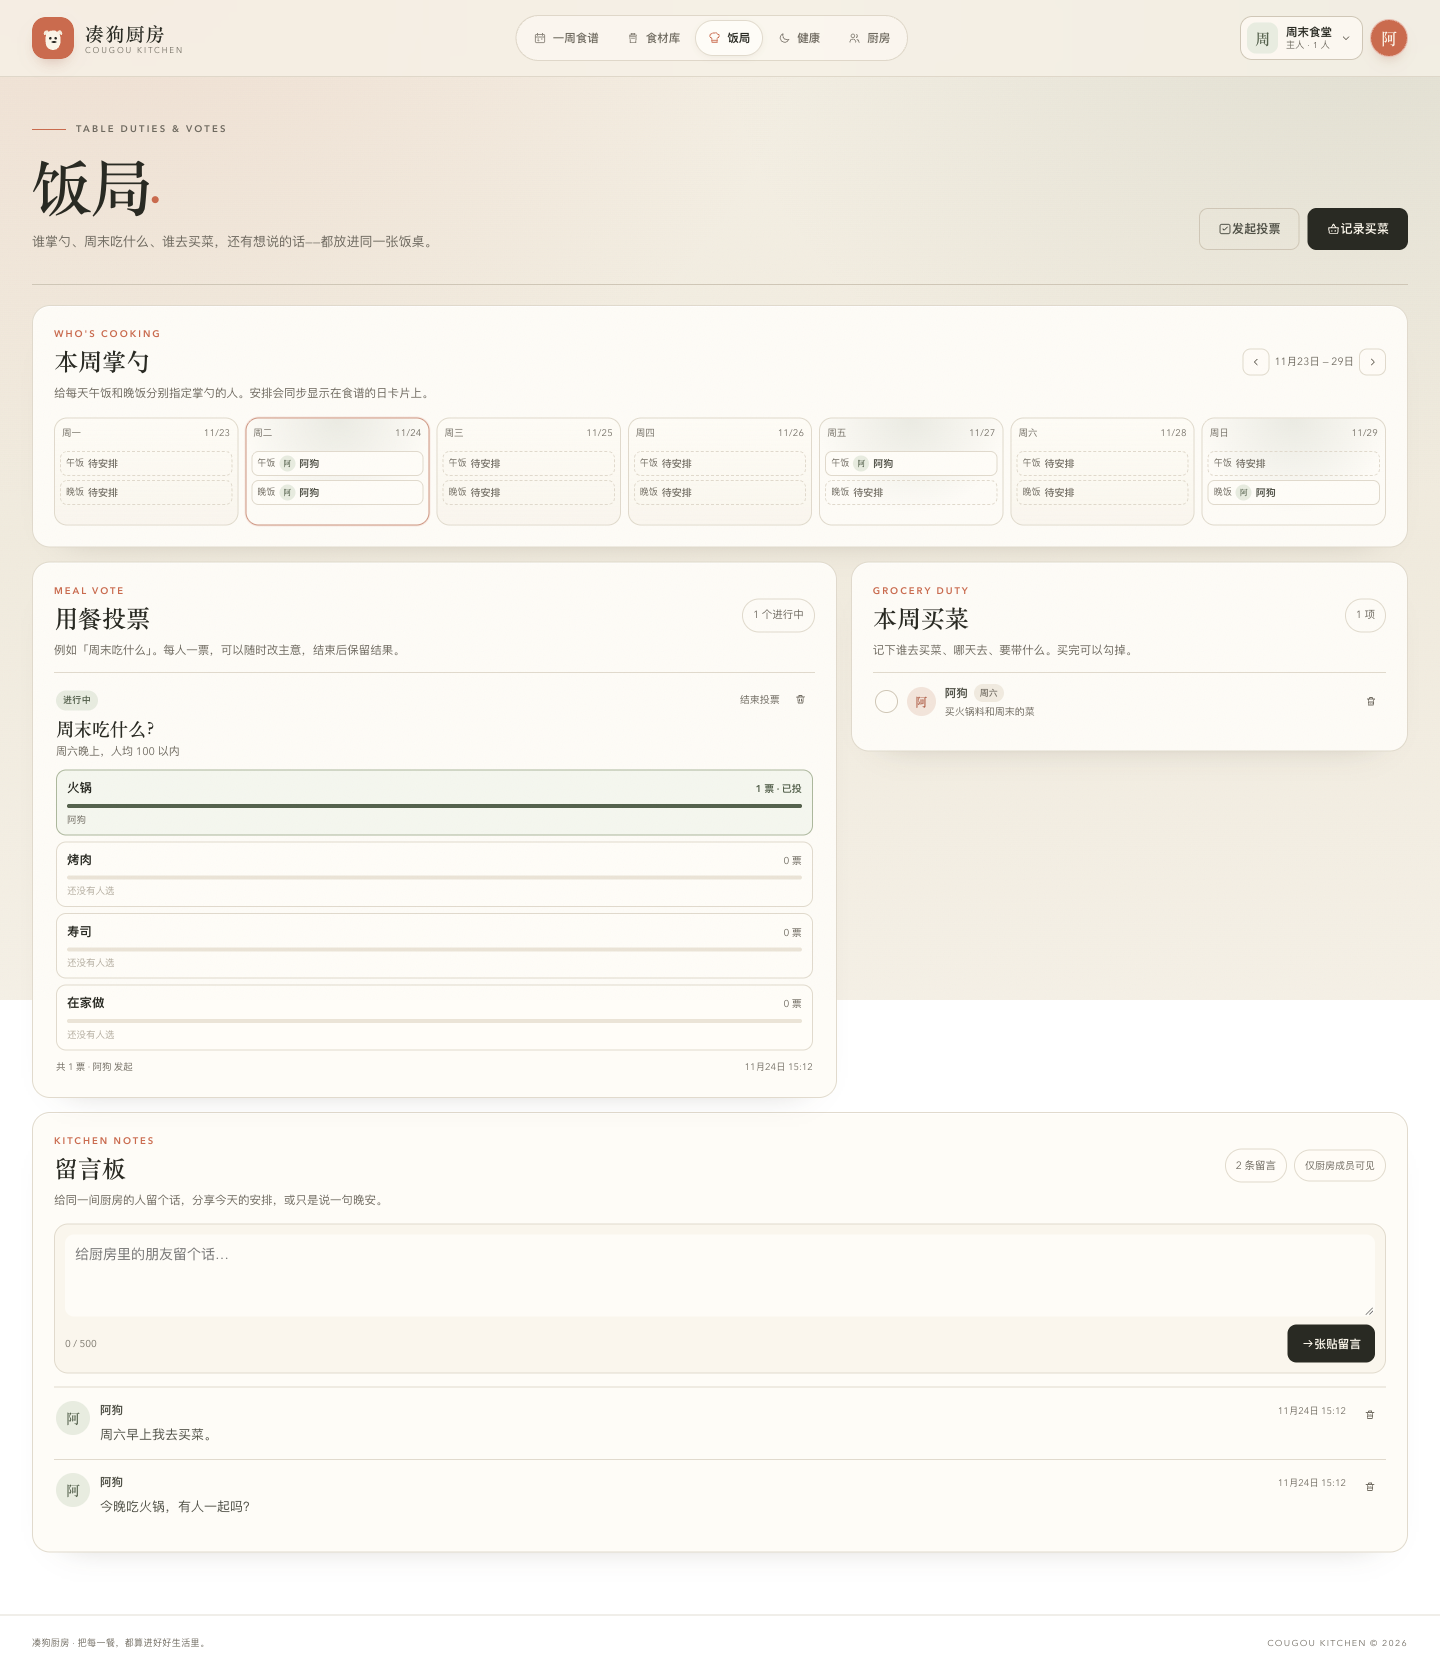 凑狗厨房
COUGOU KITCHEN
一周食谱 食材库 饭局 健康 厨房
周 周末食堂
主人 · 1 人
阿
TABLE DUTIES & VOTES
饭局.
谁掌勺、周末吃什么、谁去买菜，还有想说的话——都放进同一张饭桌。
发起投票 记录买菜
WHO'S COOKING
本周掌勺
11月23日 – 29日
给每天午饭和晚饭分别指定掌勺的人。安排会同步显示在食谱的日卡片上。
周一 11/23
午饭 待安排
晚饭 待安排
周二 11/24
午饭 阿 阿狗
晚饭 阿 阿狗
周三 11/25
午饭 待安排
晚饭 待安排
周四 11/26
午饭 待安排
晚饭 待安排
周五 11/27
午饭 阿 阿狗
晚饭 待安排
周六 11/28
午饭 待安排
晚饭 待安排
周日 11/29
午饭 待安排
晚饭 阿 阿狗
MEAL VOTE
用餐投票
1 个进行中
例如「周末吃什么」。每人一票，可以随时改主意，结束后保留结果。
进行中 结束投票
周末吃什么？
周六晚上，人均 100 以内
火锅 1 票 · 已投
阿狗
烤肉 0 票
还没有人选
寿司 0 票
还没有人选
在家做 0 票
还没有人选
共 1 票 · 阿狗 发起 11月24日 15:12
GROCERY DUTY
本周买菜
1 项
记下谁去买菜、哪天去、要带什么。买完可以勾掉。
阿 阿狗 周六
买火锅料和周末的菜
KITCHEN NOTES
留言板
2 条留言 仅厨房成员可见
给同一间厨房的人留个话，分享今天的安排，或只是说一句晚安。
给厨房里的朋友留个话…
0 / 500
张贴留言
阿 阿狗 11月24日 15:12
周六早上我去买菜。
阿 阿狗 11月24日 15:12
今晚吃火锅，有人一起吗？
凑狗厨房 · 把每一餐，都算进好好生活里。
COUGOU KITCHEN © 2026